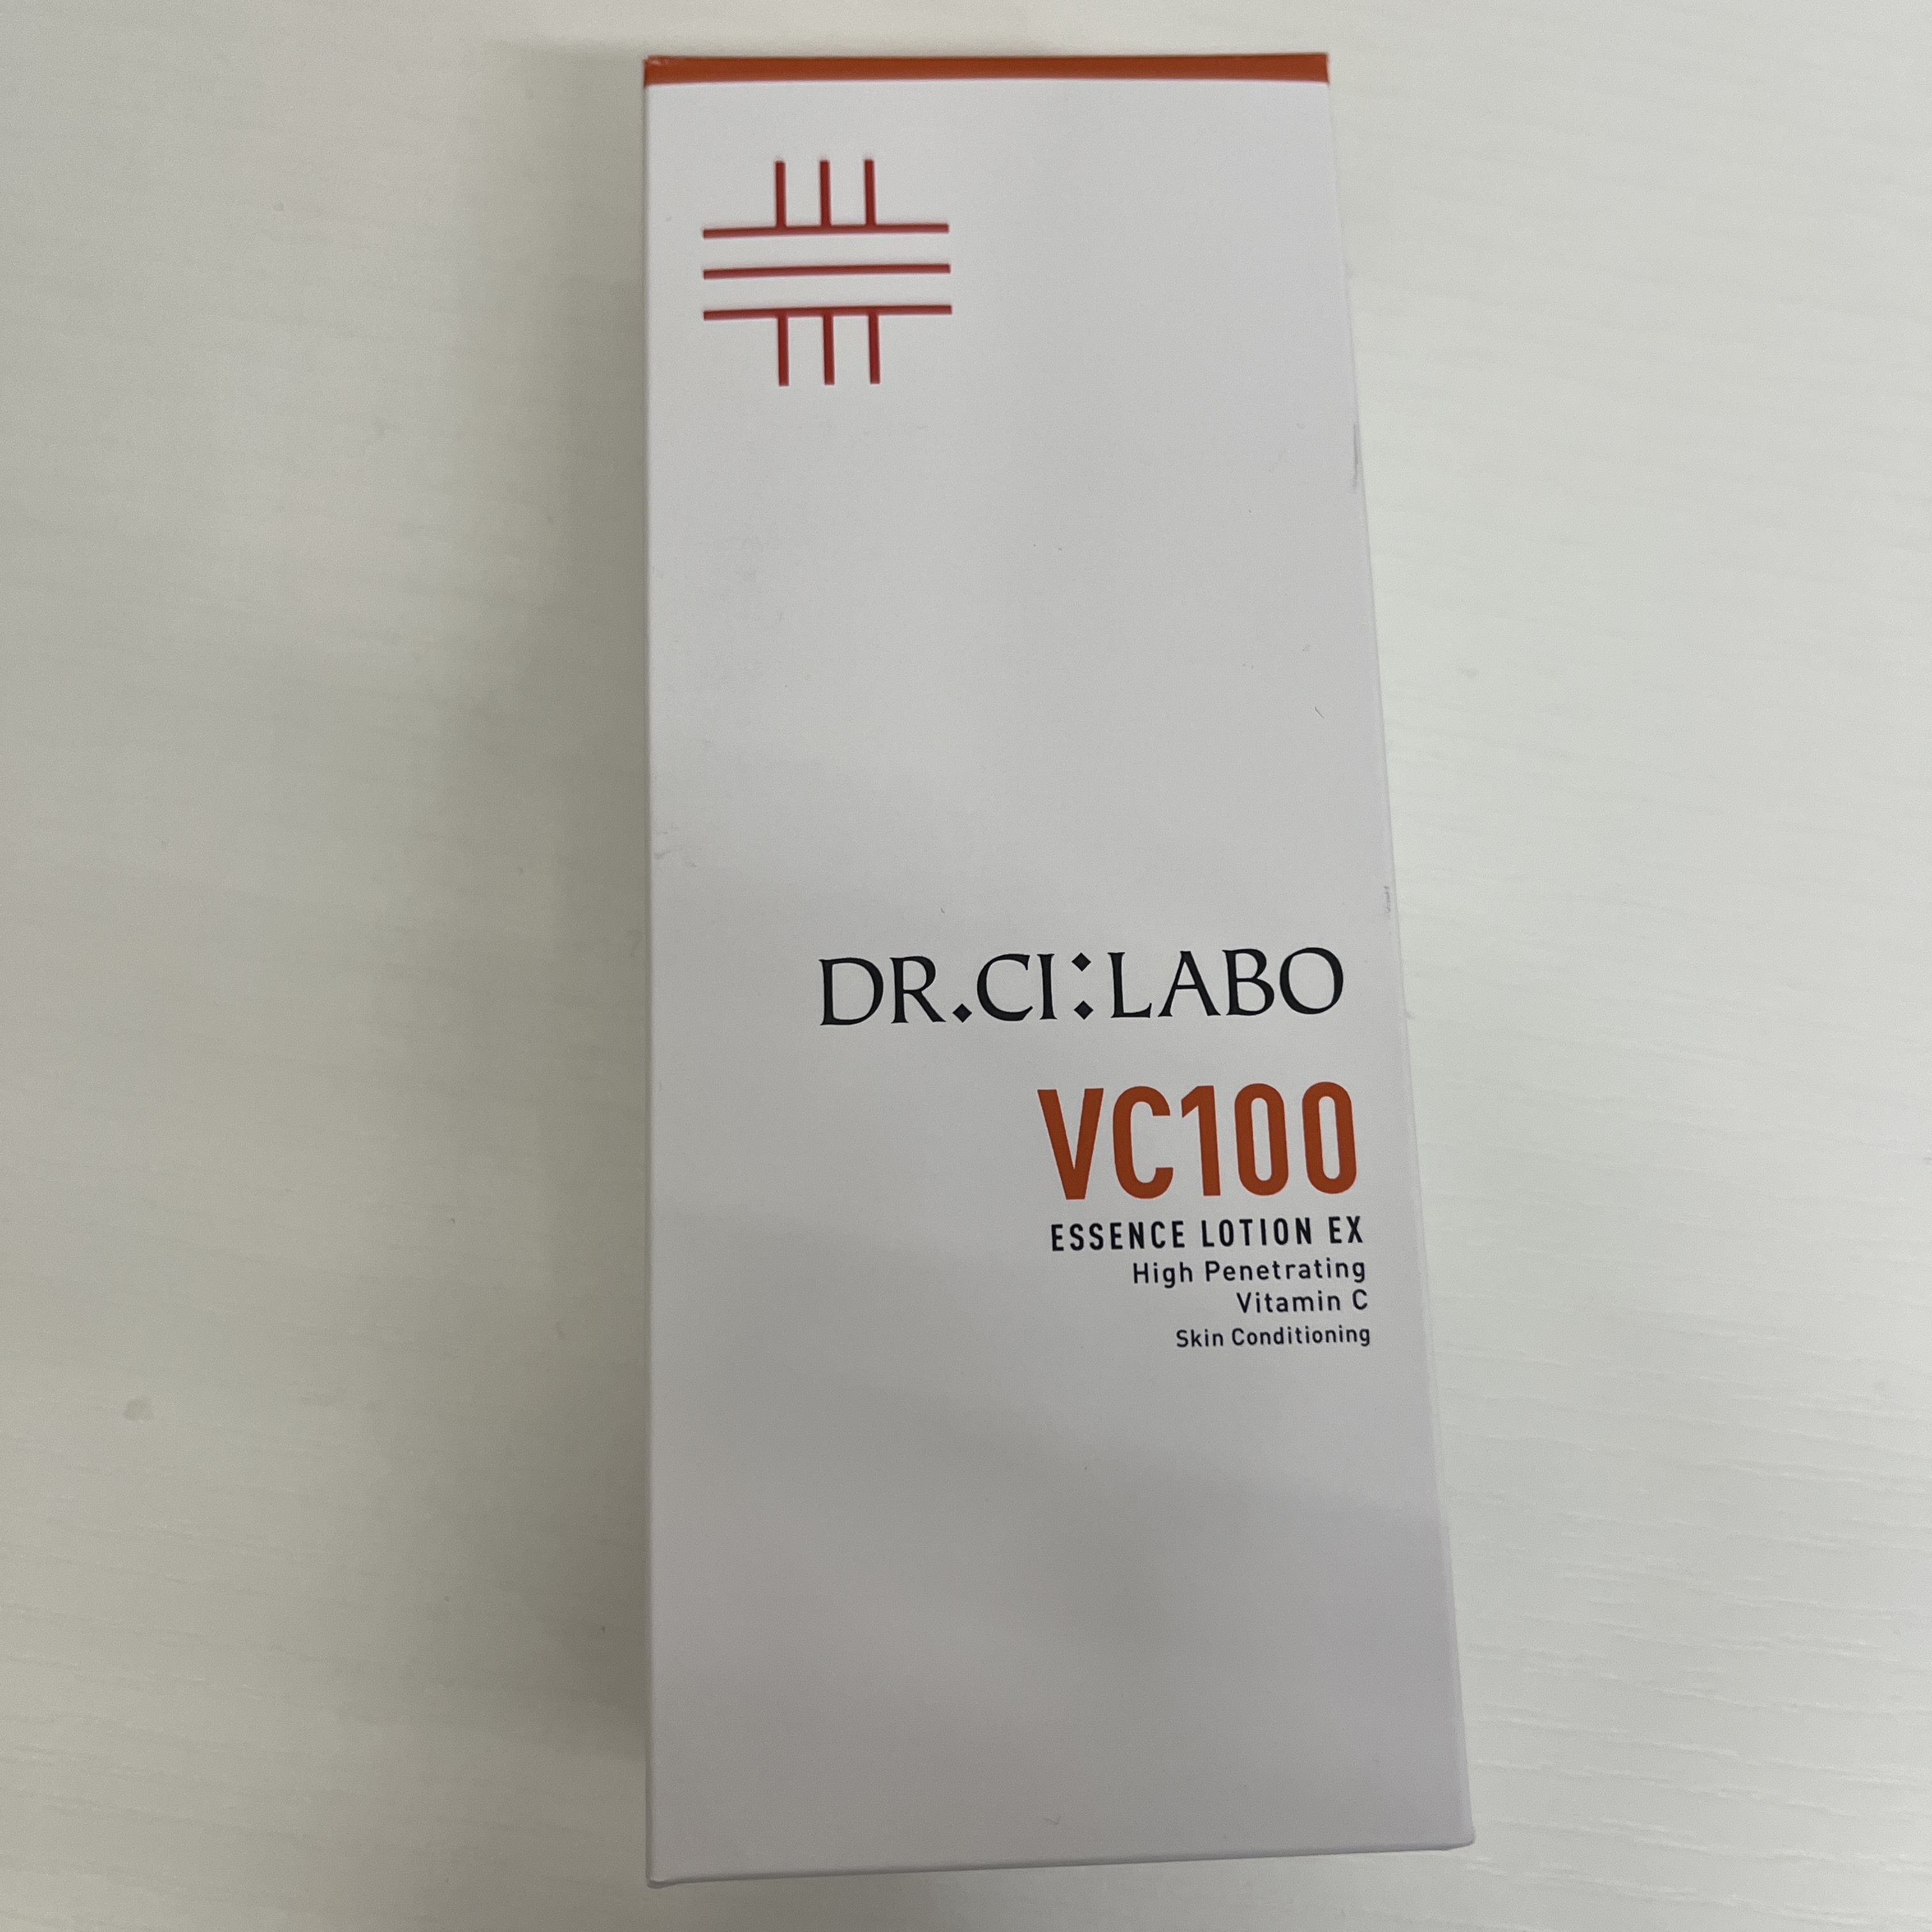 DR.CI:LABO
VC100
ESSENCE LOTION EX
High Penetrating
Vitamin C
Skin Conditioning